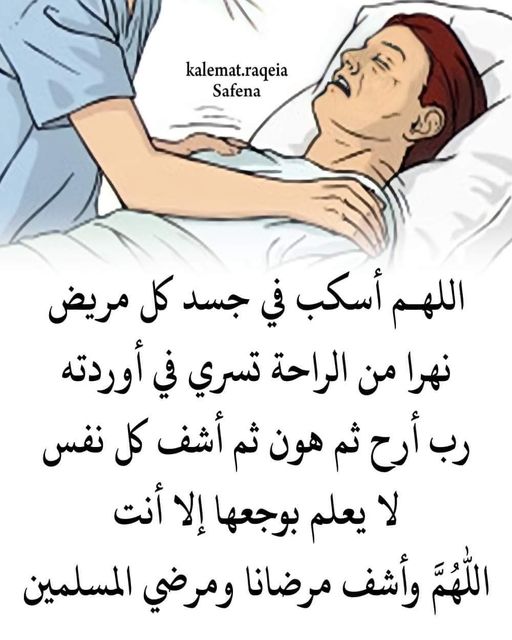 kalemat.raqeia
Safena
اللهـم أسكب في جسد كل مريض
نهرا من الراحة تسري في أوردته
رب أرح ثم هون ثم أشف كل نفس
لا يعلم بوجعها إلا أنت
اللّهُمَّ وأشف مرضانا ومرضي المسلمين